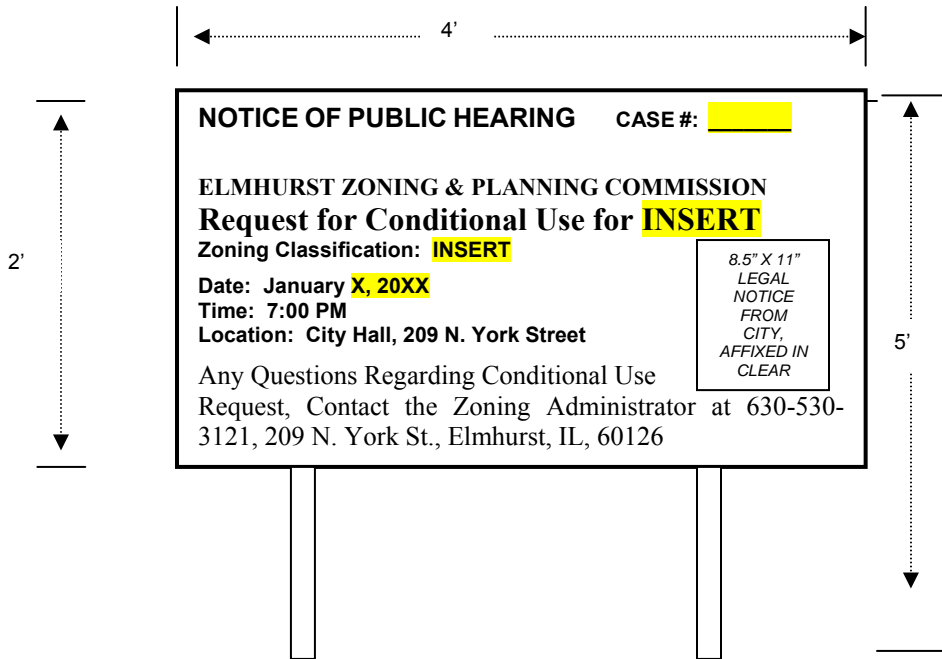 4’
NOTICE OF PUBLIC HEARING CASE #: _______
ELMHURST ZONING & PLANNING COMMISSION
Request for Conditional Use for INSERT
Zoning Classification: INSERT
Date: January X, 20XX
Time: 7:00 PM
Location: City Hall, 209 N. York Street
Any Questions Regarding Conditional Use
Request, Contact the Zoning Administrator at 630-530-
3121, 209 N. York St., Elmhurst, IL, 60126
8.5” X 11”
LEGAL
NOTICE
FROM
CITY,
AFFIXED IN
CLEAR
2’
5’